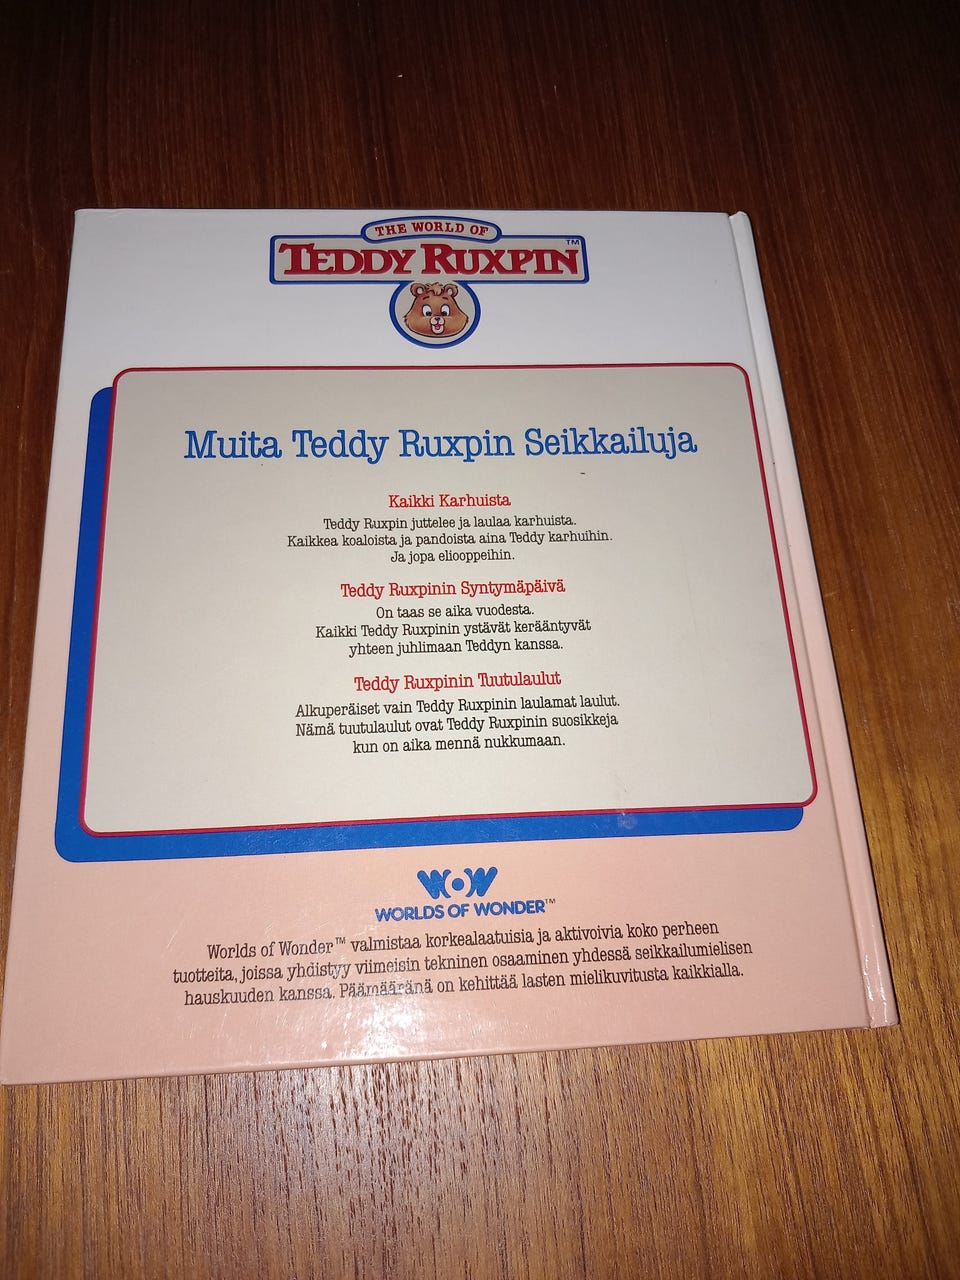 THE WORLD OF
TEDDY RUXPIN™
Muita Teddy Ruxpin Seikkailuja
Kaikki Karhuista
Teddy Ruxpin juttelee ja laulaa karhuista.
Kaikkea koaloista ja pandoista aina Teddy karhuihin.
Ja jopa eliooppeihin.
Teddy Ruxpinin Syntymäpäivä
On taas se aika vuodesta.
Kaikki Teddy Ruxpinin ystävät kerääntyvät
yhteen juhlimaan Teddyn kanssa.
Teddy Ruxpinin Tuutulaulut
Alkuperäiset vain Teddy Ruxpinin laulamat laulut.
Nämä tuutulaulut ovat Teddy Ruxpinin suosikkeja
kun on aika mennä nukkumaan.
WOW
WORLDS OF WONDER™
Worlds of Wonder™ valmistaa korkealaatuisia ja aktivoivia koko perheen
tuotteita, joissa yhdistyy viimeisin tekninen osaaminen yhdessä seikkailumielisen
hauskuuden kanssa. Päämääränä on kehittää lasten mielikuvitusta kaikkialla.